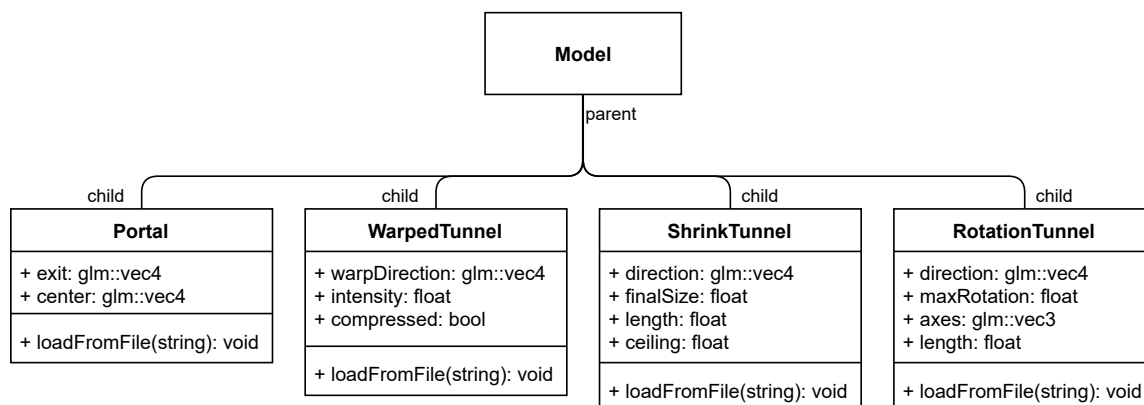 Model
parent
child
child
child
child
Portal
+ exit: glm::vec4
+ center: glm::vec4
+ loadFromFile(string): void
WarpedTunnel
+ warpDirection: glm::vec4
+ intensity: float
+ compressed: bool
+ loadFromFile(string): void
ShrinkTunnel
+ direction: glm::vec4
+ finalSize: float
+ length: float
+ ceiling: float
+ loadFromFile(string): void
RotationTunnel
+ direction: glm::vec4
+ maxRotation: float
+ axes: glm::vec3
+ length: float
+ loadFromFile(string): void